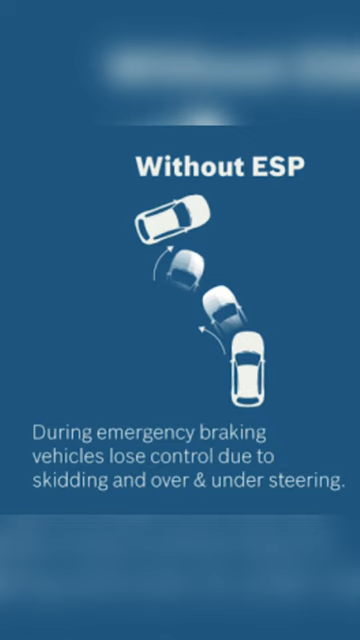 Without ESP
During emergency braking
vehicles lose control due to
skidding and over & under steering.